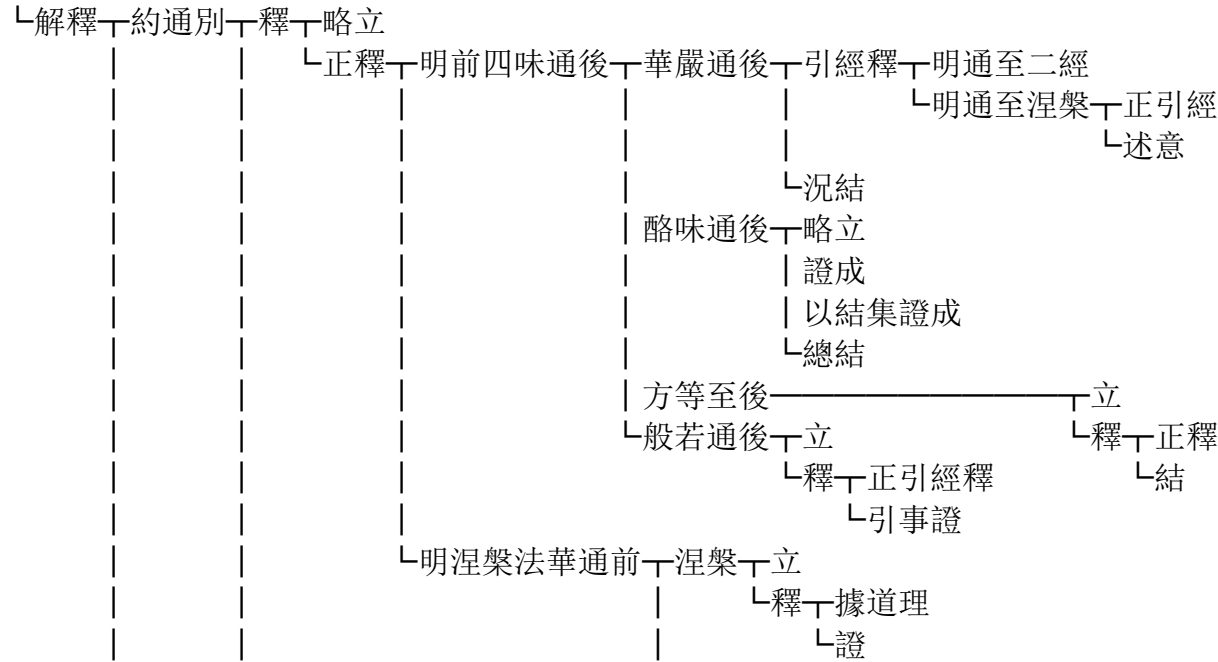 └解釋┬約通別┬釋┬略立
│ │ └正釋┬明前四味通後┬華嚴通後┬引經釋┬明通至二經
│ │ │ │ │ └明通至涅槃┬正引經
│ │ │ │ │ └述意
│ │ │ │ └況結
│ │ │ │酪味通後┬略立
│ │ │ │ │證成
│ │ │ │ │以結集證成
│ │ │ │ └總結
│ │ │ │方等至後──────────┬立
│ │ │ └般若通後┬立 └釋┬正釋
│ │ │ └釋┬正引經釋 └結
│ │ │ └引事證
│ │ └明涅槃法華通前┬涅槃┬立
│ │ │ └釋┬據道理
│ │ │ └證